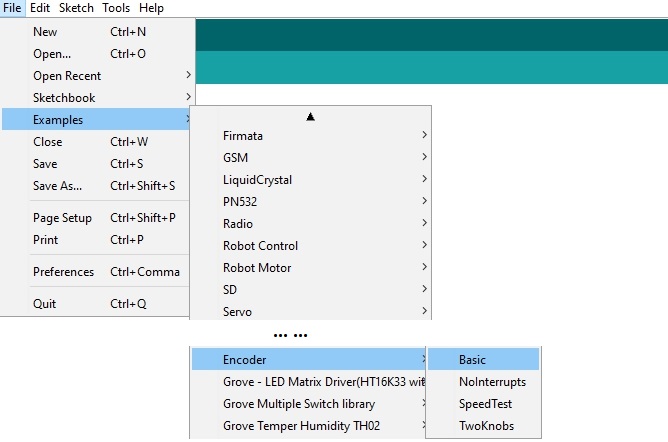 File Edit Sketch Tools Help
New Ctrl+N
Open... Ctrl+O
Open Recent
Sketchbook
Examples
Close Ctrl+W
Save Ctrl+S
Save As... Ctrl+Shift+S
Page Setup Ctrl+Shift+P
Print Ctrl+P
Preferences Ctrl+Comma
Quit Ctrl+Q
Firmata
GSM
LiquidCrystal
PN532
Radio
Robot Control
Robot Motor
SD
Servo
... ...
Encoder
Grove - LED Matrix Driver(HT16K33 wit
Grove Multiple Switch library
Grove Temper Humidity TH02
Basic
NoInterrupts
SpeedTest
TwoKnobs